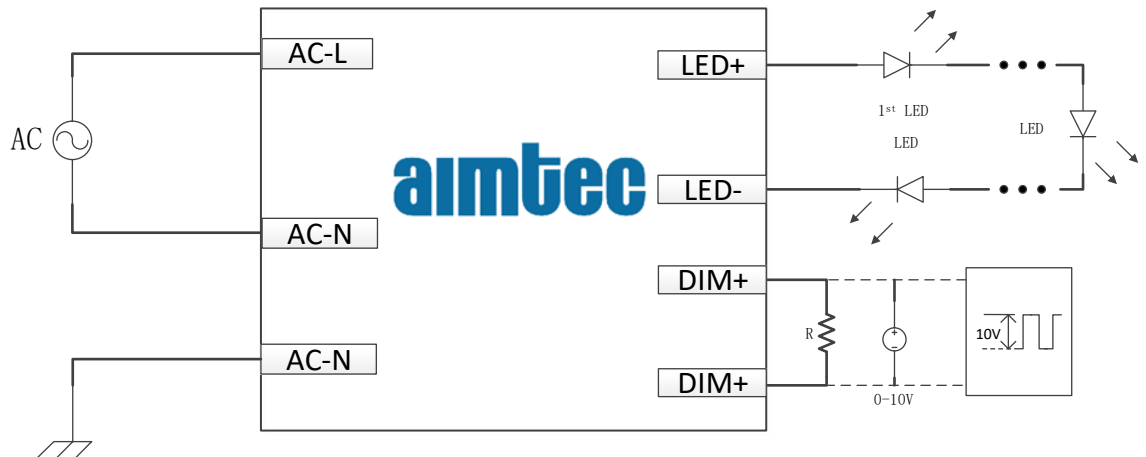 AC-L
LED+
1st LED
LED
LED
AC
aimtec
LED-
AC-N
DIM+
R
10V
AC-N
DIM+
0-10V